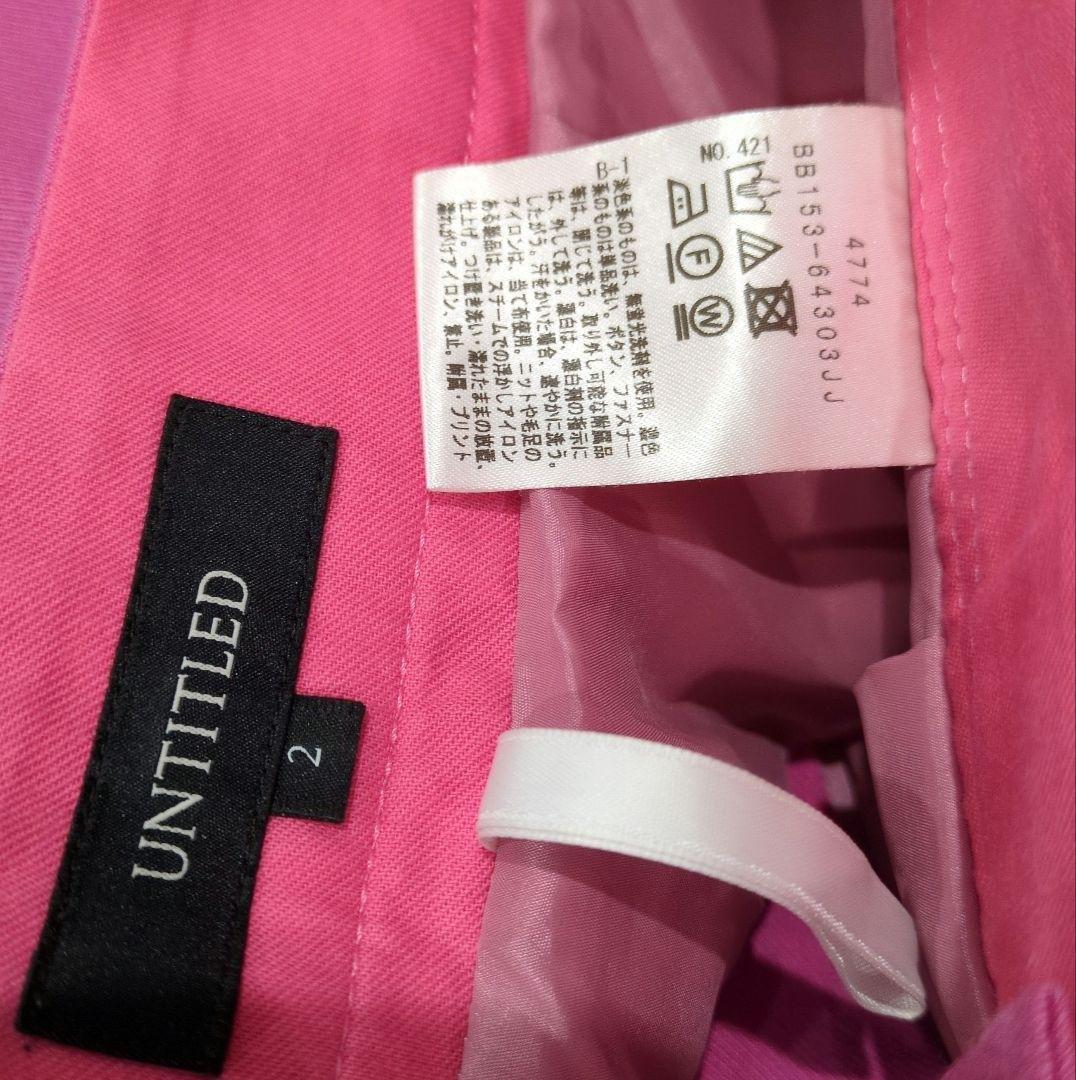 UNTITLED
2
4774
BB153-64303JJ
NO.421
F
W
B-1
淡色系のものは、無蛍光洗剤を使用。濃色
系のものは単品洗い。ボタン、ファスナー
等は、閉じて洗う。取り外し可能な附属品
は、外して洗う。漂白は、漂白剤の指示に
したがう。汗をかいた場合、速やかに洗う。
アイロンは、当て布使用。ニットや毛足の
ある製品は、スチームでの浮かしアイロン
仕上げ。つけ置き洗い・濡れたままの放置、
濡れがけアイロン、禁止。附属・プリント